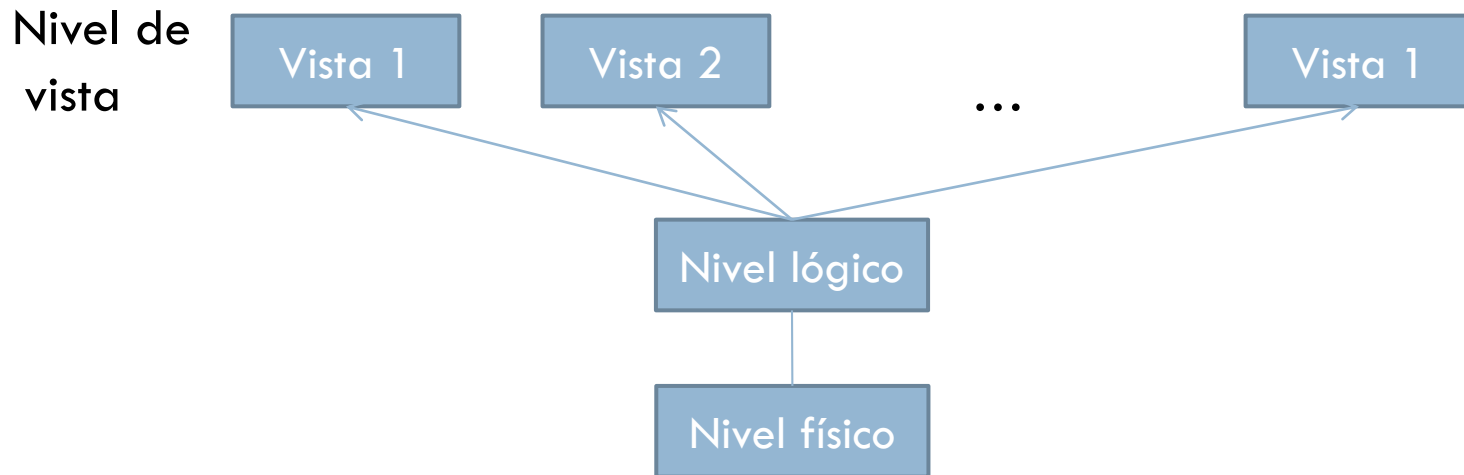 Nivel de
vista
Vista 1
Vista 2
...
Vista 1
Nivel lógico
Nivel físico